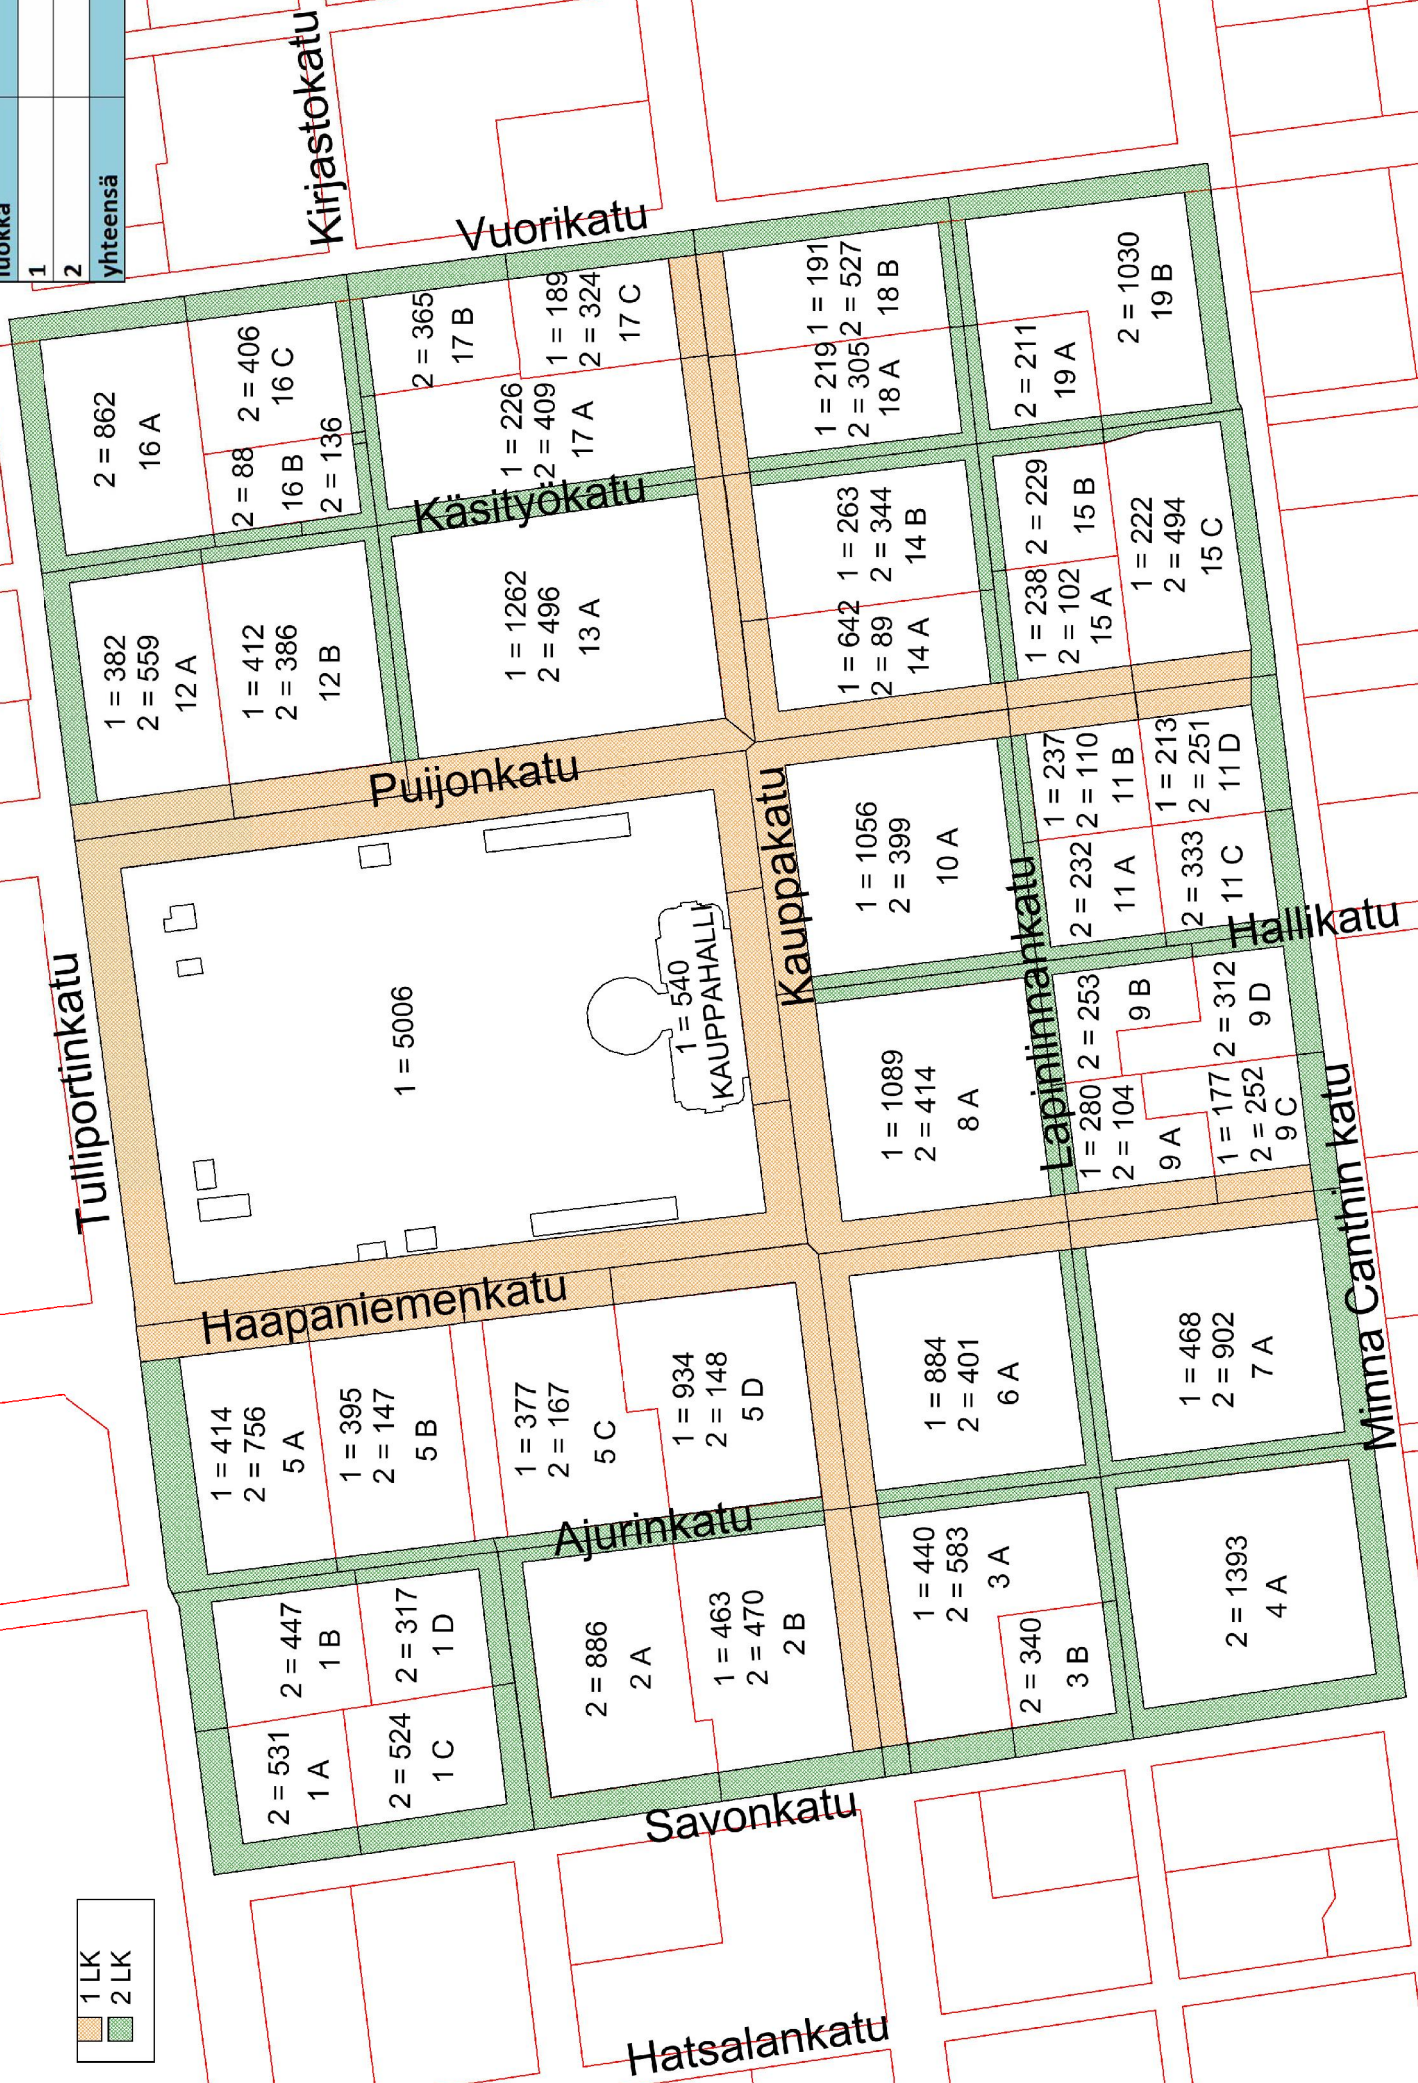 1 LK
2 LK
luokka
1
2
yhteensä
Tulliportinkatu
Kirjastokatu
Vuorikatu
Käsityökatu
Puijonkatu
Haapaniemenkatu
Ajurinkatu
Savonkatu
Hatsalankatu
Kauppakatu
Lapinlinnankatu
Hallikatu
Minna Canthin katu
2 = 531
1 A
2 = 447
1 B
2 = 524
1 C
2 = 317
1 D
2 = 886
2 A
1 = 463
2 = 470
2 B
1 = 440
2 = 583
3 A
2 = 340
3 B
2 = 1393
4 A
1 = 414
2 = 756
5 A
1 = 395
2 = 147
5 B
1 = 377
2 = 167
5 C
1 = 934
2 = 148
5 D
1 = 884
2 = 401
6 A
1 = 468
2 = 902
7 A
1 = 5006
1 = 540
KAUPPAHALLI
1 = 1089
2 = 414
8 A
1 = 280
2 = 104
9 A
2 = 253
9 B
1 = 177
2 = 252
9 C
2 = 312
9 D
1 = 1056
2 = 399
10 A
2 = 232
11 A
1 = 237
2 = 110
11 B
2 = 333
11 C
1 = 213
2 = 251
11 D
1 = 382
2 = 559
12 A
1 = 412
2 = 386
12 B
1 = 1262
2 = 496
13 A
1 = 642
2 = 89
14 A
1 = 263
2 = 344
14 B
1 = 238
2 = 102
15 A
2 = 229
15 B
1 = 222
2 = 494
15 C
2 = 862
16 A
2 = 88
16 B
2 = 136
2 = 406
16 C
1 = 226
2 = 409
17 A
2 = 365
17 B
1 = 189
2 = 324
17 C
1 = 219
2 = 305
18 A
1 = 191
2 = 527
18 B
2 = 211
19 A
2 = 1030
19 B